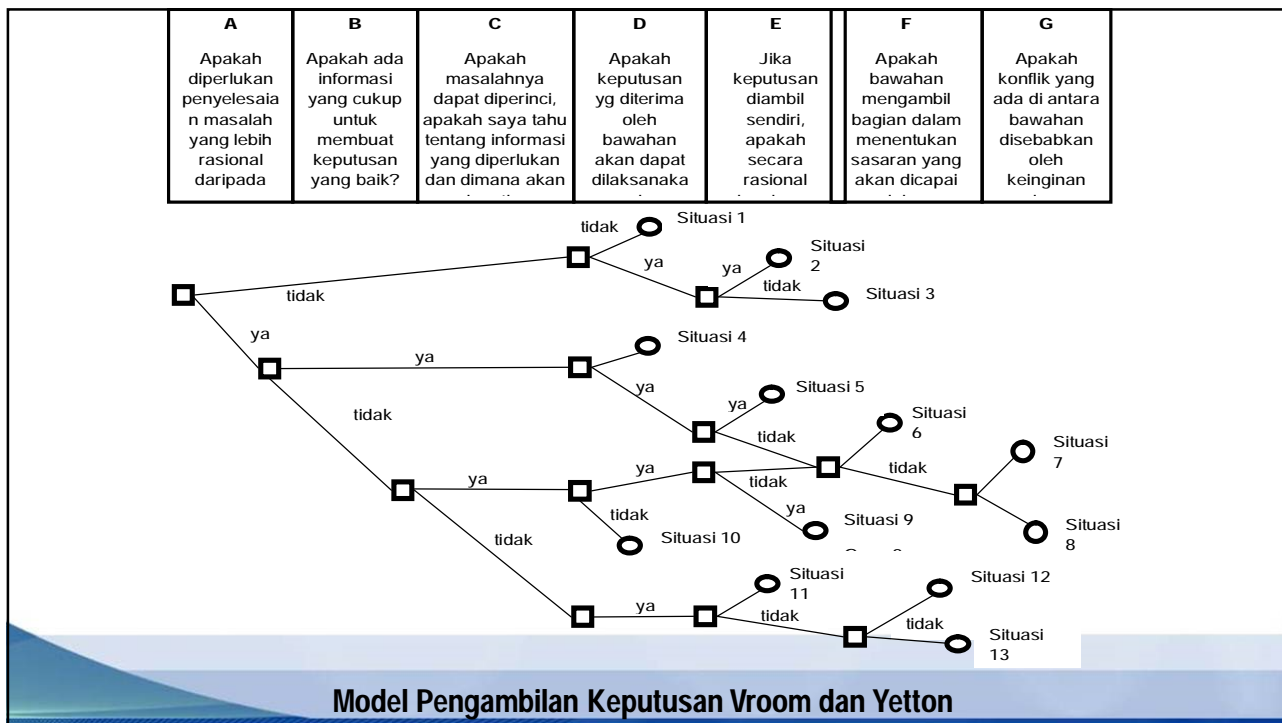 A
Apakah
diperlukan
penyelesaia
n masalah
yang lebih
rasional
daripada
B
Apakah ada
informasi
yang cukup
untuk
membuat
keputusan
yang baik?
C
Apakah
masalahnya
dapat diperinci,
apakah saya tahu
tentang informasi
yang diperlukan
dan dimana akan
D
Apakah
keputusan
yg diterima
oleh
bawahan
akan dapat
dilaksanaka
E
Jika
keputusan
diambil
sendiri,
apakah
secara
rasional
F
Apakah
bawahan
mengambil
bagian dalam
menentukan
sasaran yang
akan dicapai
G
Apakah
konflik yang
ada di antara
bawahan
disebabkan
oleh
keinginan
tidak
Situasi 1
ya
ya
Situasi
2
tidak
Situasi 3
tidak
ya
ya
Situasi 4
ya
ya
Situasi 5
tidak
tidak
Situasi
6
tidak
Situasi
7
ya
ya
tidak
ya
Situasi 9
Situasi
8
tidak
Situasi 10
tidak
ya
Situasi
11
tidak
Situasi 12
tidak
Situasi
13
Model Pengambilan Keputusan Vroom dan Yetton